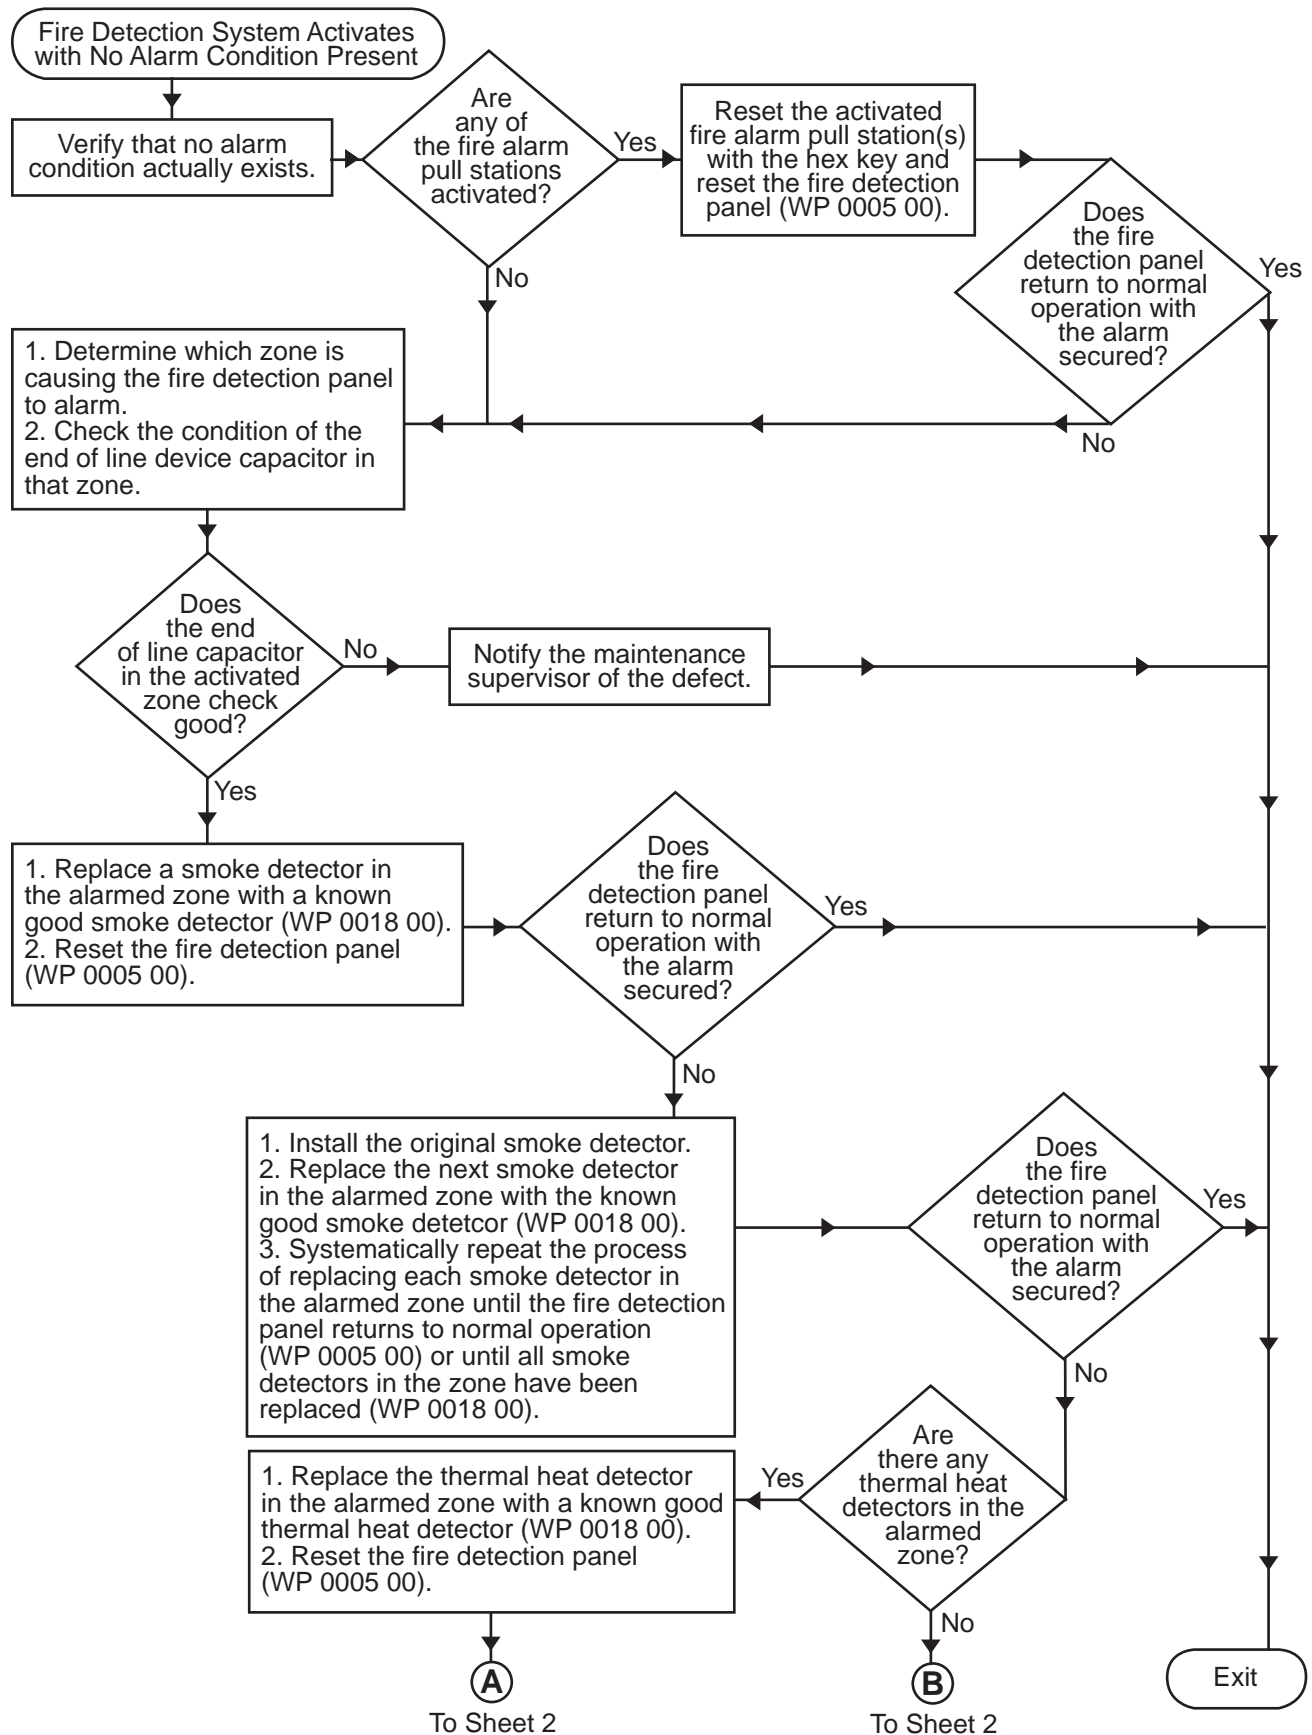 Fire Detection System Activates
with No Alarm Condition Present
Verify that no alarm
condition actually exists.
Are
any of
the fire alarm
pull stations
activated?
Yes
No
Reset the activated
fire alarm pull station(s)
with the hex key and
reset the fire detection
panel (WP 0005 00).
Does
the fire
detection panel
return to normal
operation with
the alarm
secured?
Yes
No
1. Determine which zone is
causing the fire detection panel
to alarm.
2. Check the condition of the
end of line device capacitor in
that zone.
Does
the end
of line capacitor
in the activated
zone check
good?
No
Yes
Notify the maintenance
supervisor of the defect.
1. Replace a smoke detector in
the alarmed zone with a known
good smoke detector (WP 0018 00).
2. Reset the fire detection panel
(WP 0005 00).
Does
the fire
detection panel
return to normal
operation with
the alarm
secured?
Yes
No
1. Install the original smoke detector.
2. Replace the next smoke detector
in the alarmed zone with the known
good smoke detetcor (WP 0018 00).
3. Systematically repeat the process
of replacing each smoke detector in
the alarmed zone until the fire detection
panel returns to normal operation
(WP 0005 00) or until all smoke
detectors in the zone have been
replaced (WP 0018 00).
Does
the fire
detection panel
return to normal
operation with
the alarm
secured?
Yes
No
Are
there any
thermal heat
detectors in the
alarmed
zone?
Yes
No
1. Replace the thermal heat detector
in the alarmed zone with a known good
thermal heat detector (WP 0018 00).
2. Reset the fire detection panel
(WP 0005 00).
A
To Sheet 2
B
To Sheet 2
Exit